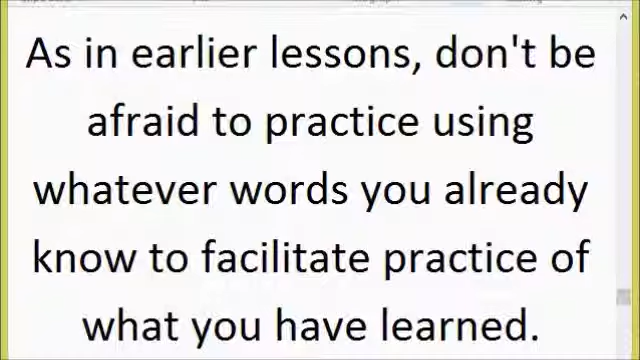 As in earlier lessons, don't be
afraid to practice using
whatever words you already
know to facilitate practice of
what you have learned.